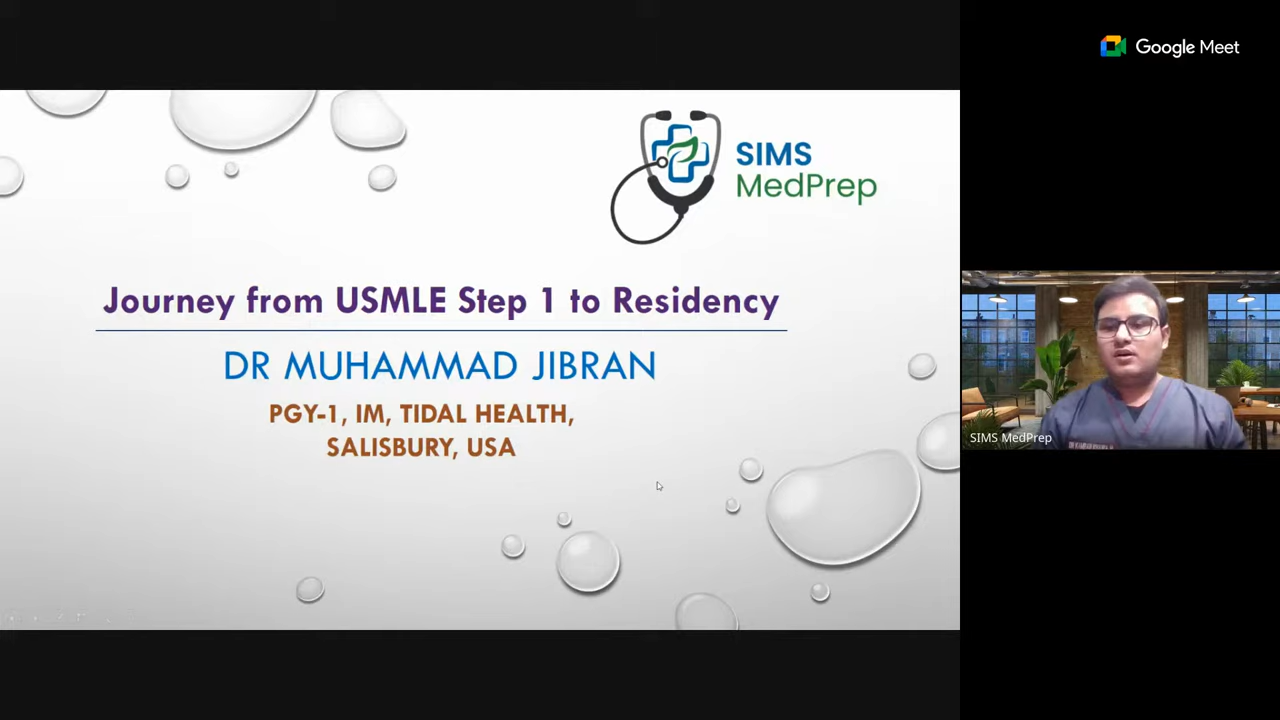 Google Meet
SIMS
MedPrep
Journey from USMLE Step 1 to Residency
DR MUHAMMAD JIBRAN
PGY-1, IM, TIDAL HEALTH,
SALISBURY, USA
SIMS MedPrep